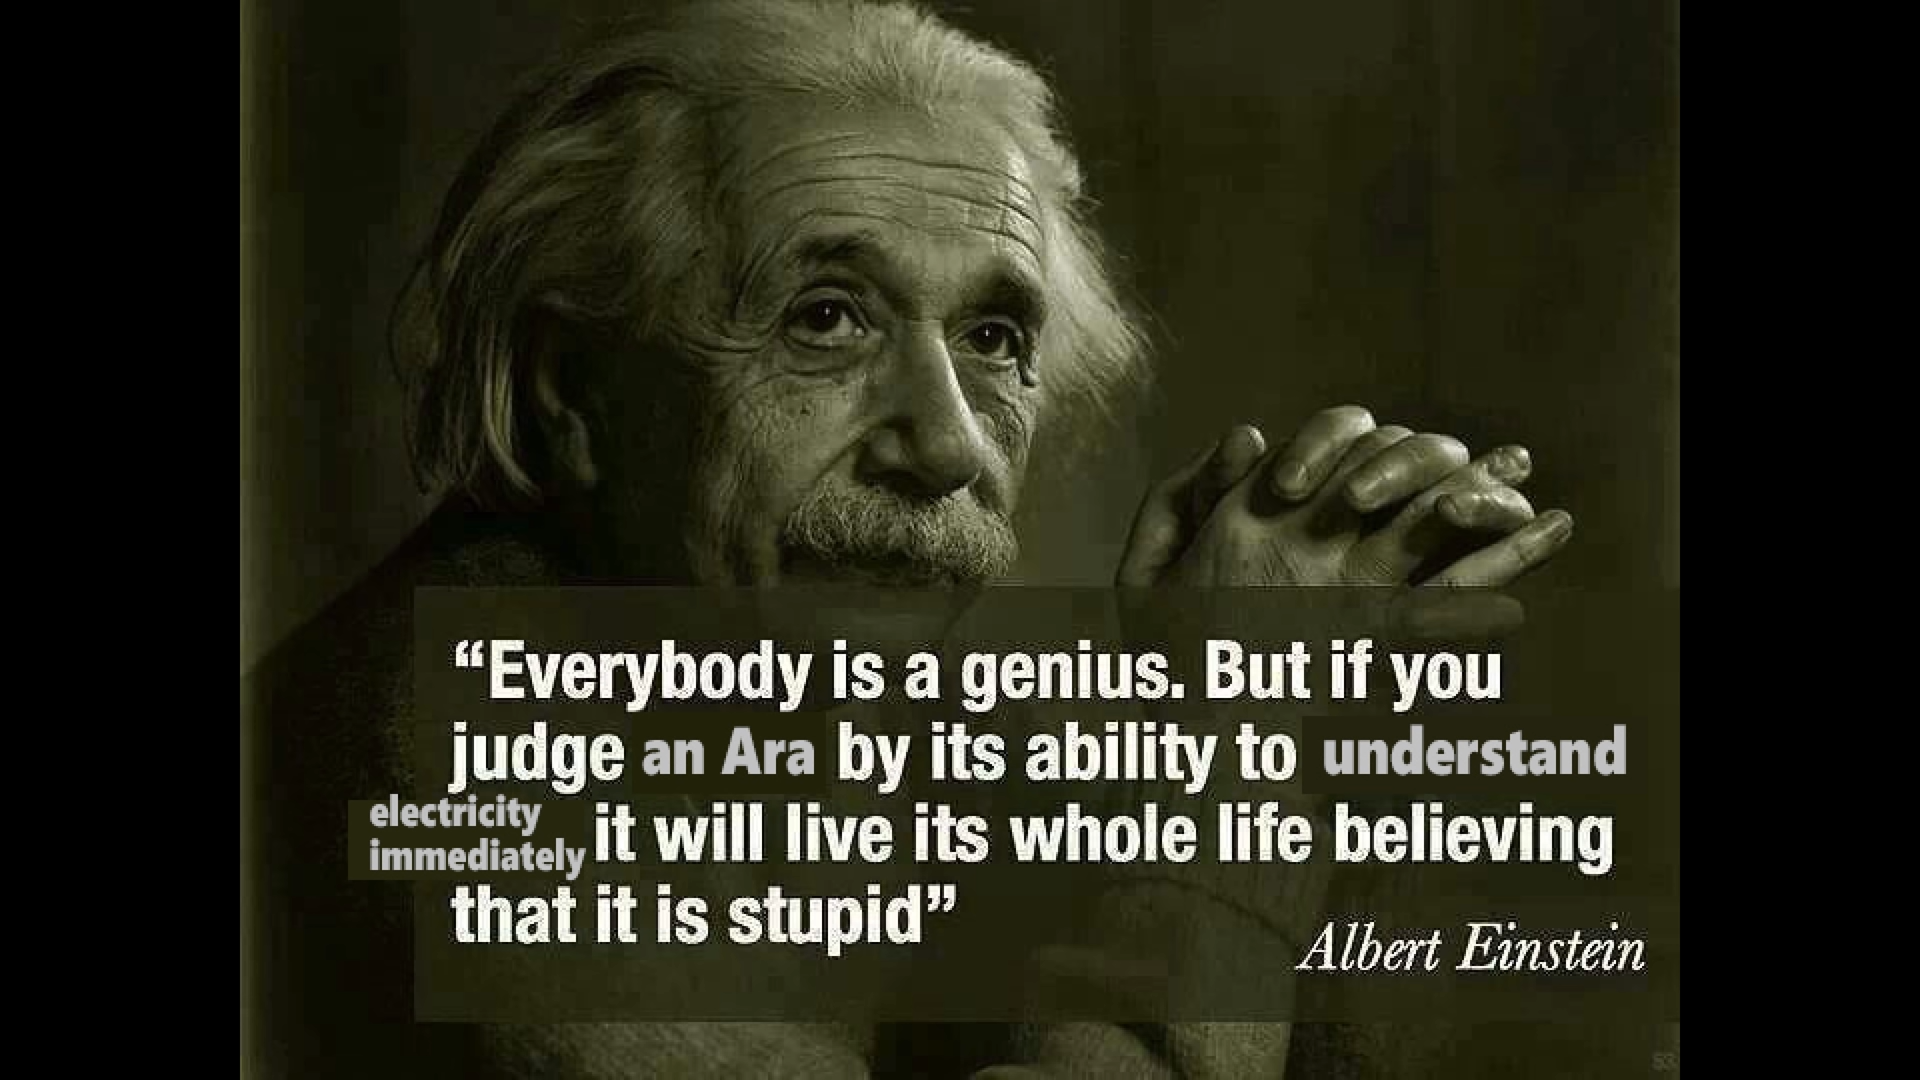 “Everybody is a genius. But if you
judge an Ara by its ability to understand
electricity
immediately it will live its whole life believing
that it is stupid”
Albert Einstein
53